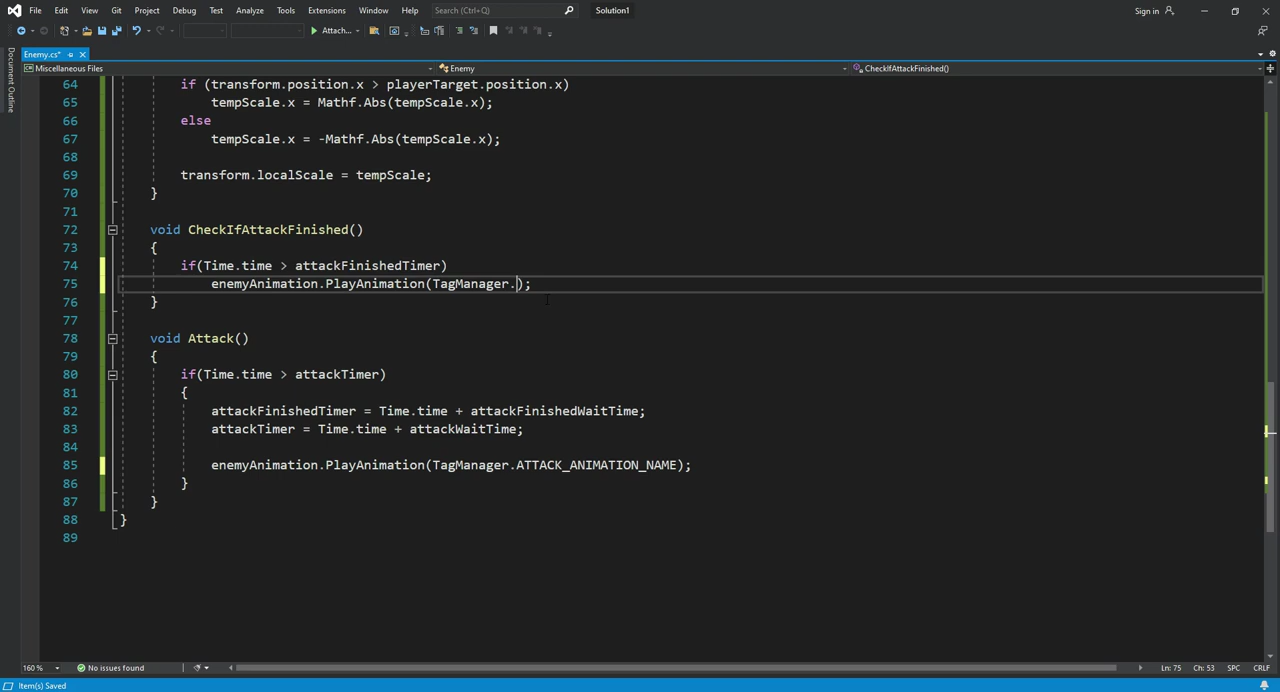 File Edit View Git Project Debug Test Analyze Tools Extensions Window Help Search (Ctrl+Q) Solution1 Sign in
Attach...
Document Outline
Enemy.cs*
Miscellaneous Files Enemy CheckIfAttackFinished()
64 if (transform.position.x > playerTarget.position.x)
65 tempScale.x = Mathf.Abs(tempScale.x);
66 else
67 tempScale.x = -Mathf.Abs(tempScale.x);
68
69 transform.localScale = tempScale;
70 }
71
72 void CheckIfAttackFinished()
73 {
74 if(Time.time > attackFinishedTimer)
75 enemyAnimation.PlayAnimation(TagManager.);
76 }
77
78 void Attack()
79 {
80 if(Time.time > attackTimer)
81 {
82 attackFinishedTimer = Time.time + attackFinishedWaitTime;
83 attackTimer = Time.time + attackWaitTime;
84
85 enemyAnimation.PlayAnimation(TagManager.ATTACK_ANIMATION_NAME);
86 }
87 }
88 }
89
160 % No issues found Ln: 75 Ch: 53 SPC CRLF
Item(s) Saved